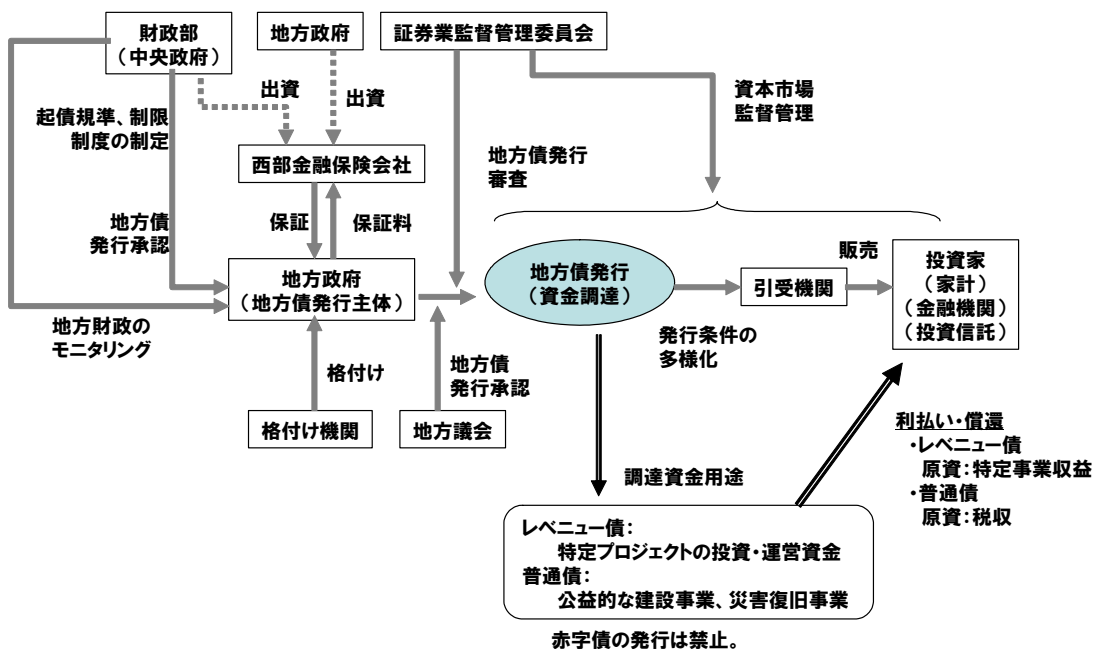 財政部
（中央政府）
地方政府
証券業監督管理委員会
出資
出資
資本市場
監督管理
起債規準、制限
制度の制定
西部金融保険会社
地方債発行
審査
保証
保証料
地方債
発行承認
販売
地方政府
（地方債発行主体）
地方債発行
（資金調達）
引受機関
投資家
（家計）
（金融機関）
（投資信託）
地方財政の
モニタリング
発行条件の
多様化
格付け
地方債
発行承認
格付け機関
地方議会
利払い・償還
・レベニュー債
原資：特定事業収益
・普通債
原資：税収
調達資金用途
レベニュー債：
特定プロジェクトの投資・運営資金
普通債：
公益的な建設事業、災害復旧事業
赤字債の発行は禁止。